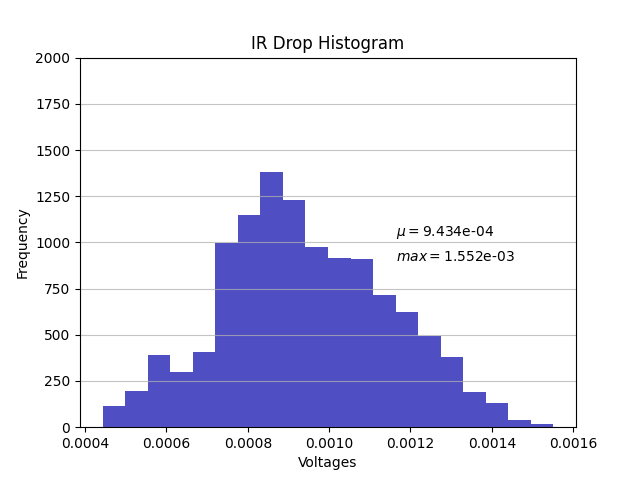 IR Drop Histogram
2000
1750
1500
1250
1000
750
500
250
0
Frequency
μ = 9.434e-04
max = 1.552e-03
0.0004 0.0006 0.0008 0.0010 0.0012 0.0014 0.0016
Voltages